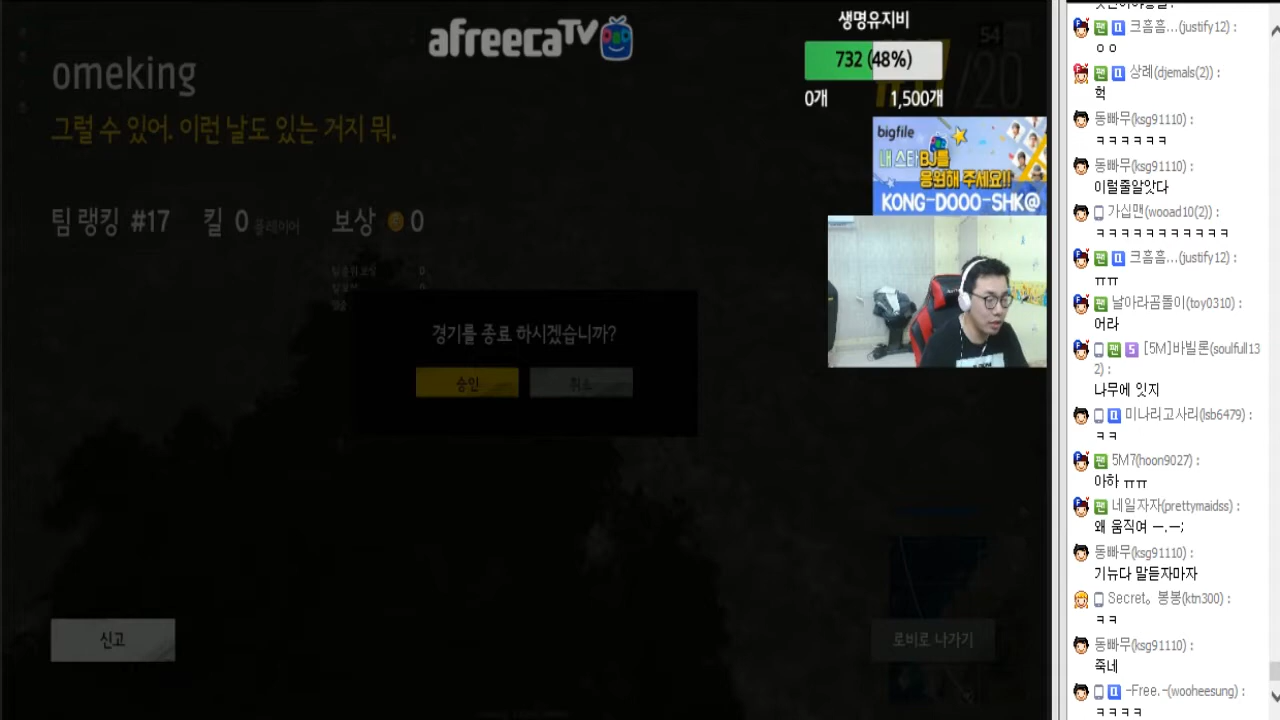 afreecaTV
omeking
그럴 수 있어. 이런 날도 있는 거지 뭐
팀 랭킹 #17 킬 0 플레이어 보상 0
경기를 종료 하시겠습니까?
승인 취소
신고
로비로 나가기
생명유지비
732 (48%)
0개 1,500개
54
/20
bigfile
내 스타BJ를
응원해 주세요!!
KONG-DOOO-SHK@
크흠흠...(justify12) :
ㅇㅇ
상례(djemals(2)) :
헉
동빠무(ksg91110) :
ㅋㅋㅋㅋㅋㅋ
동빠무(ksg91110) :
이럴줄알앗다
가십맨(wooad10(2)) :
ㅋㅋㅋㅋㅋㅋㅋㅋㅋㅋㅋ
크흠흠...(justify12) :
ㅠㅠ
날아라곰돌이(toy0310) :
어라
[5M]바빌론(soulfull13
2) :
나무에 잇지
미나리고사리(lsb6479) :
ㅋㅋ
5M7(hoon9027) :
아하 ㅠㅠ
네일자자(prettymaidss) :
왜 움직여 ㅡ.ㅡ;
동빠무(ksg91110) :
기뉴다 말듣자마자
Secret。봉봉(ktn300) :
ㅋㅋ
동빠무(ksg91110) :
죽네
-Free.-(wooheesung) :
ㅋㅋㅋㅋ